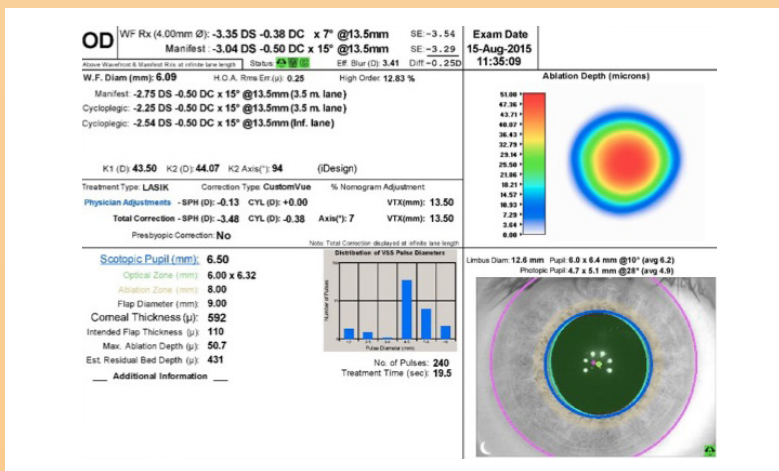 OD
WF Rx (4.00mm Ø): -3.35 DS -0.38 DC x 7° @13.5mm SE: -3.54
Manifest: -3.04 DS -0.50 DC x 15° @13.5mm SE: -3.29
Above Wavefront & Manifest Rxs at infinite lane length Status: Eff. Blur (D): 3.41 Diff -0.25D
Exam Date
15-Aug-2015
11:35:09
W.F. Diam (mm): 6.09 H.O.A. Rms Err.(µ): 0.25 High Order: 12.83 %
Manifest: -2.75 DS -0.50 DC x 15° @13.5mm (3.5 m. lane)
Cycloplegic: -2.25 DS -0.50 DC x 15° @13.5mm (3.5 m. lane)
Cycloplegic: -2.54 DS -0.50 DC x 15° @13.5mm (Inf. lane)
K1 (D): 43.50 K2 (D): 44.07 K2 Axis(°): 94 (iDesign)
Treatment Type: LASIK Correction Type: CustomVue % Nomogram Adjustment
Physician Adjustments - SPH (D): -0.13 CYL (D): +0.00 VTX(mm): 13.50
Total Correction - SPH (D): -3.48 CYL (D): -0.38 Axis(°): 7 VTX(mm): 13.50
Presbyopic Correction: No
Note: Total Correction displayed at infinite lane length
Scotopic Pupil (mm): 6.50
Optical Zone (mm): 6.00 x 6.32
Ablation Zone (mm): 8.00
Flap Diameter (mm): 9.00
Corneal Thickness (µ): 592
Intended Flap Thickness (µ): 110
Max. Ablation Depth (µ): 50.7
Est. Residual Bed Depth (µ): 431
Additional Information
Distribution of VSS Pulse Diameters
Number of Pulses
Pulse Diameter (mm)
No. of Pulses: 240
Treatment Time (sec): 19.5
Ablation Depth (microns)
51.00
47.36
43.71
40.07
36.43
32.79
29.14
25.50
21.86
18.21
14.57
10.93
7.29
3.64
0.00
Limbus Diam: 12.6 mm Pupil: 6.0 x 6.4 mm @10° (avg 6.2)
Photopic Pupil: 4.7 x 5.1 mm @28° (avg 4.9)